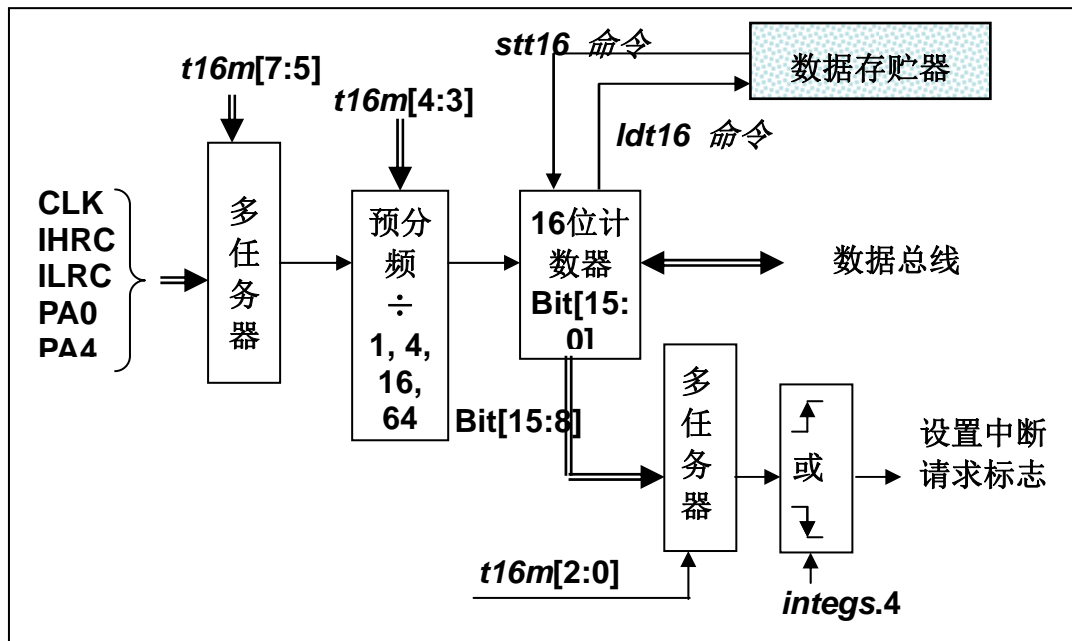 stt16 命令
数据存贮器
t16m[7:5]
t16m[4:3]
ldt16 命令
CLK
IHRC
ILRC
PA0
PA4
多
任
务
器
预分
频
÷
1, 4,
16,
64
16位计
数器
Bit[15:
0]
数据总线
Bit[15:8]
多
任
务
器
或
设置中断
请求标志
t16m[2:0]
integs.4